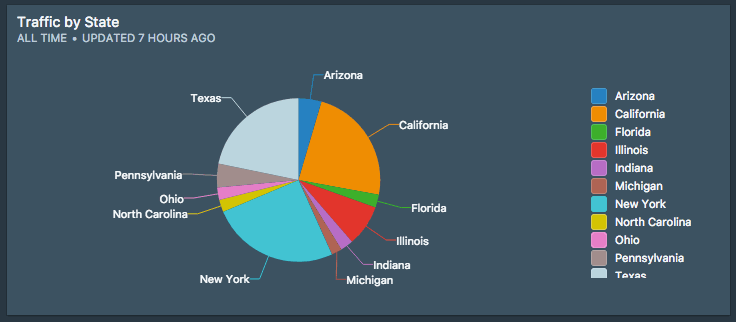 Traffic by State
ALL TIME • UPDATED 7 HOURS AGO
Arizona
Texas
California
Pennsylvania
Ohio
North Carolina
Florida
Illinois
Indiana
New York
Michigan
Arizona
California
Florida
Illinois
Indiana
Michigan
New York
North Carolina
Ohio
Pennsylvania
Texas